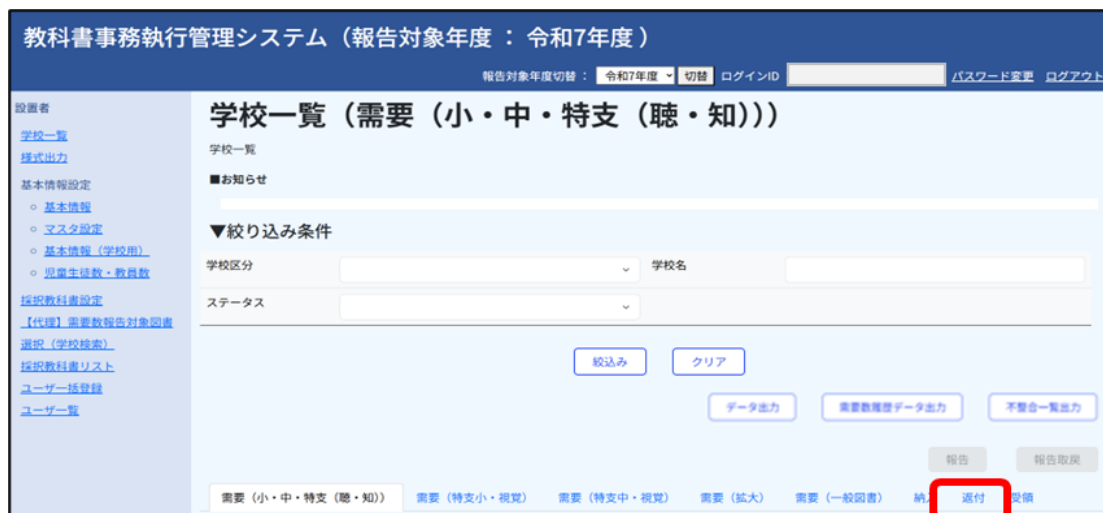 教科書事務執行管理システム（報告対象年度 ： 令和7年度 ）
報告対象年度切替 ： 令和7年度 切替 ログインID パスワード変更 ログアウト
設置者
学校一覧
様式出力
基本情報設定
基本情報
マスタ設定
基本情報（学校用）
児童生徒数・教員数
採択教科書設定
【代理】需要数報告対象図書
選択（学校検索）
採択教科書リスト
ユーザ一括登録
ユーザ一覧
学校一覧（需要（小・中・特支（聴・知）））
学校一覧
■お知らせ
▼絞り込み条件
学校区分 学校名
ステータス
絞込み クリア
データ出力 需要数履歴データ出力 不整合一覧出力
報告 報告取戻
需要（小・中・特支（聴・知）） 需要（特支小・視覚） 需要（特支中・視覚） 需要（拡大） 需要（一般図書） 納入 返付 受領